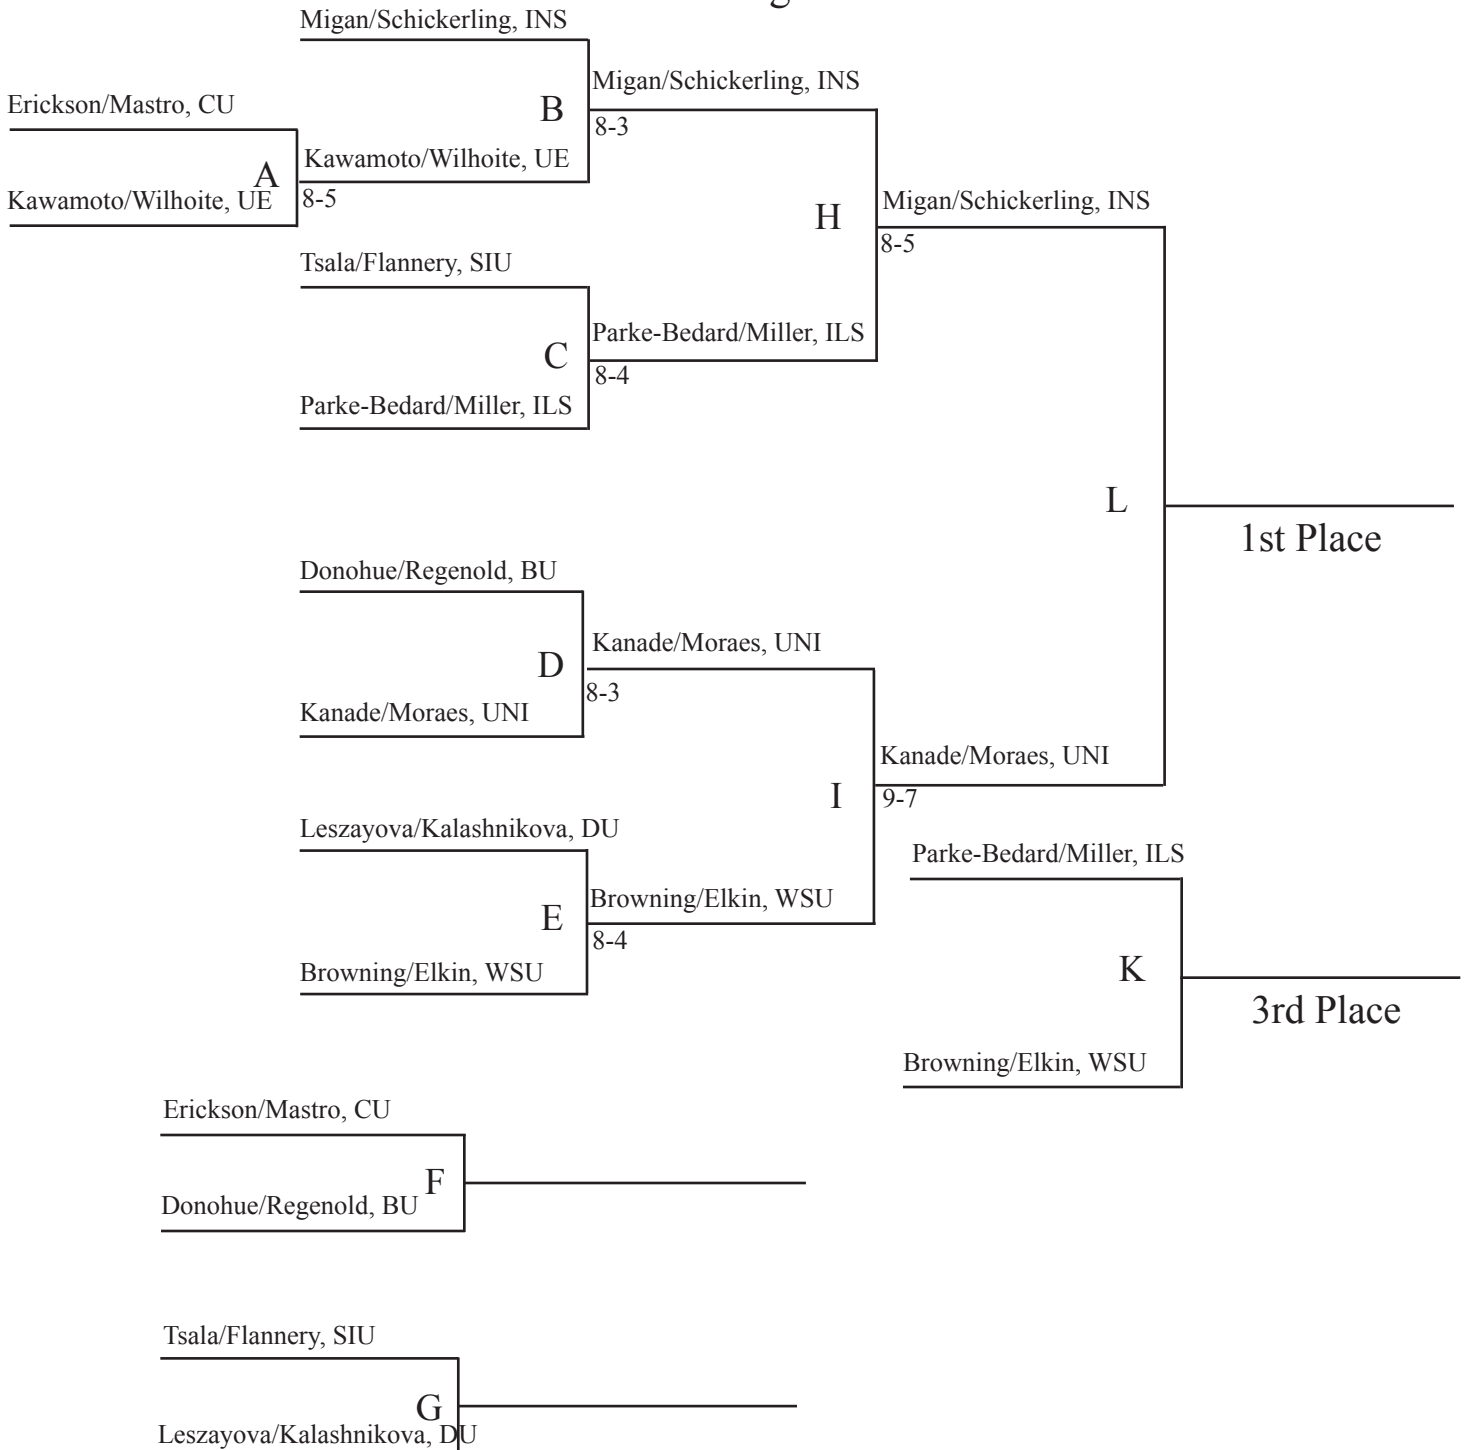 Migan/Schickerling, INS
Migan/Schickerling, INS
Erickson/Mastro, CU
B
8-3
Kawamoto/Wilhoite, UE
A
Kawamoto/Wilhoite, UE
8-5
Migan/Schickerling, INS
H
8-5
Tsala/Flannery, SIU
Parke-Bedard/Miller, ILS
C
8-4
Parke-Bedard/Miller, ILS
L
1st Place
Donohue/Regenold, BU
Kanade/Moraes, UNI
D
8-3
Kanade/Moraes, UNI
Kanade/Moraes, UNI
I
9-7
Leszayova/Kalashnikova, DU
Parke-Bedard/Miller, ILS
Browning/Elkin, WSU
E
8-4
Browning/Elkin, WSU
K
3rd Place
Browning/Elkin, WSU
Erickson/Mastro, CU
F
Donohue/Regenold, BU
Tsala/Flannery, SIU
G
Leszayova/Kalashnikova, DU